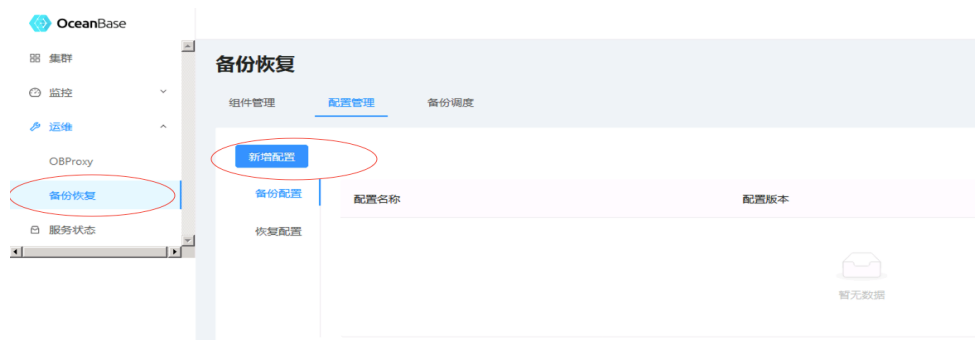 OceanBase
集群
监控
运维
OBProxy
备份恢复
服务状态
备份恢复
组件管理 配置管理 备份调度
新增配置
备份配置
恢复配置
配置名称 配置版本
暂无数据